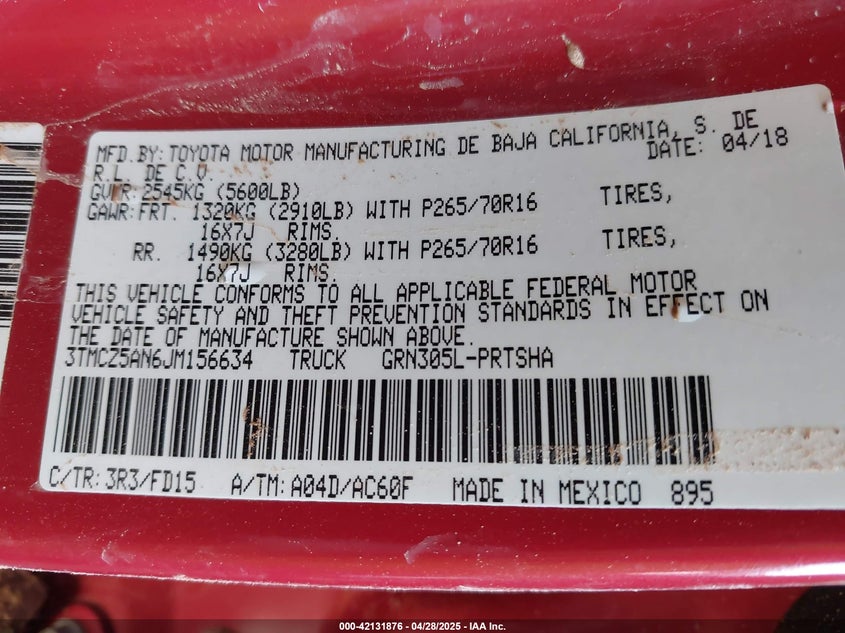 MFD. BY: TOYOTA MOTOR MANUFACTURING DE BAJA CALIFORNIA, S. DE
R.L. DE C.V. DATE: 04/18
GVWR: 2545KG (5600LB)
GAWR: FRT. 1320KG (2910LB) WITH P265/70R16 TIRES,
16X7J RIMS.
RR. 1490KG (3280LB) WITH P265/70R16 TIRES,
16X7J RIMS.
THIS VEHICLE CONFORMS TO ALL APPLICABLE FEDERAL MOTOR
VEHICLE SAFETY AND THEFT PREVENTION STANDARDS IN EFFECT ON
THE DATE OF MANUFACTURE SHOWN ABOVE.
3TMCZ5AN6JM156634 TRUCK GRN305L-PRTSHA
C/TR: 3R3/FD15 A/TM: A04D/AC60F MADE IN MEXICO 895
000-42131876 - 04/28/2025 - IAA Inc.